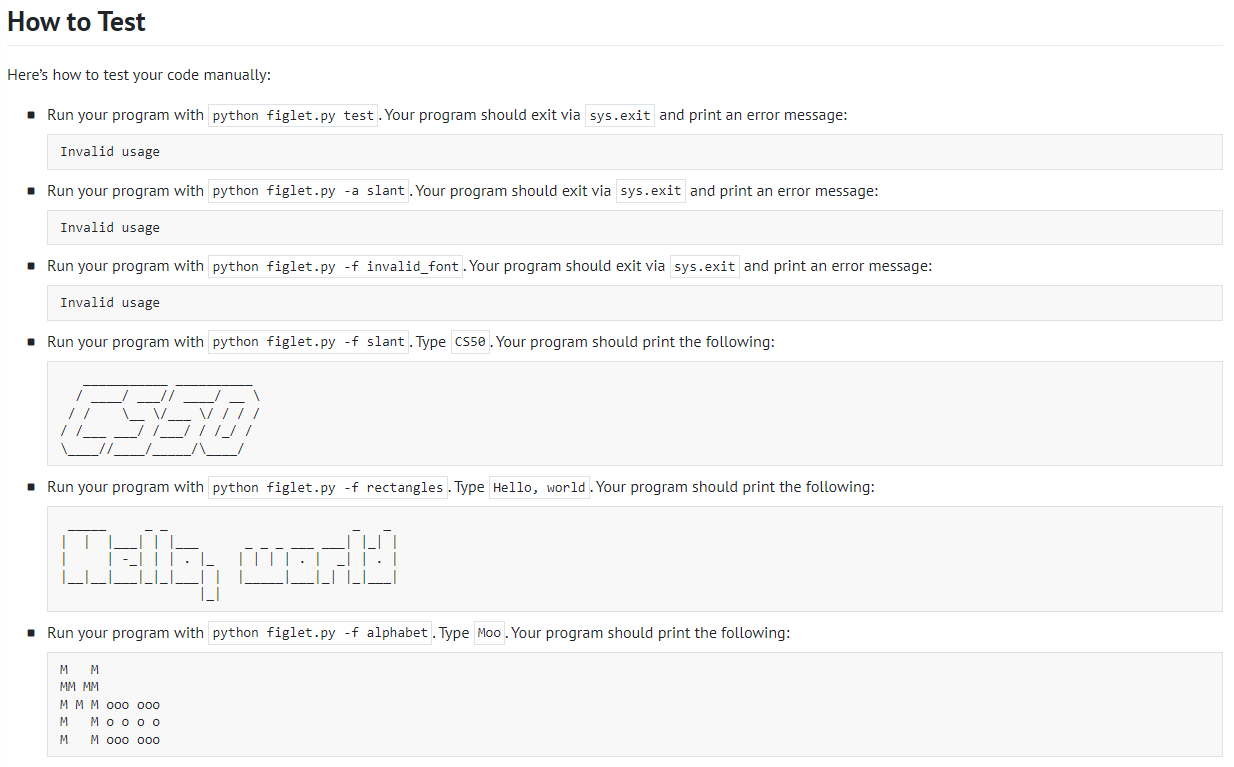 How to Test
Here’s how to test your code manually:
Run your program with python figlet.py test. Your program should exit via sys.exit and print an error message:
Invalid usage
Run your program with python figlet.py -a slant. Your program should exit via sys.exit and print an error message:
Invalid usage
Run your program with python figlet.py -f invalid_font. Your program should exit via sys.exit and print an error message:
Invalid usage
Run your program with python figlet.py -f slant. Type CS50. Your program should print the following:
   ___________ __________
  / ____/ ___// ____/ __ \
 / /    \__ \/___ \/ / / /
/ /___ ___/ /___/ / /_/ /
\____//____/_____/\____/
Run your program with python figlet.py -f rectangles. Type Hello, world. Your program should print the following:
 _____     _ _                        _   _
|  |  |___| | |___      _ _ _ ___ ___| |_| |
|     | -_| | | . |_   | | | | . |  _| | . |
|__|__|___|_|_|___| |  |_____|___|_| |_|___|
                  |_|
Run your program with python figlet.py -f alphabet. Type Moo. Your program should print the following:
M   M
MM MM
M M M ooo ooo
M   M o o o o
M   M ooo ooo